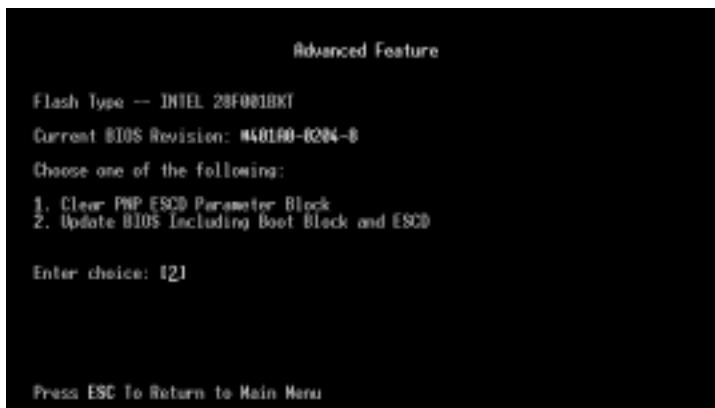 Advanced Feature
Flash Type -- INTEL 28F001BXT
Current BIOS Revision: #401A0-0204-8
Choose one of the following:
1. Clear PNP ESCD Parameter Block
2. Update BIOS Including Boot Block and ESCD
Enter choice: [2]
Press ESC To Return to Main Menu